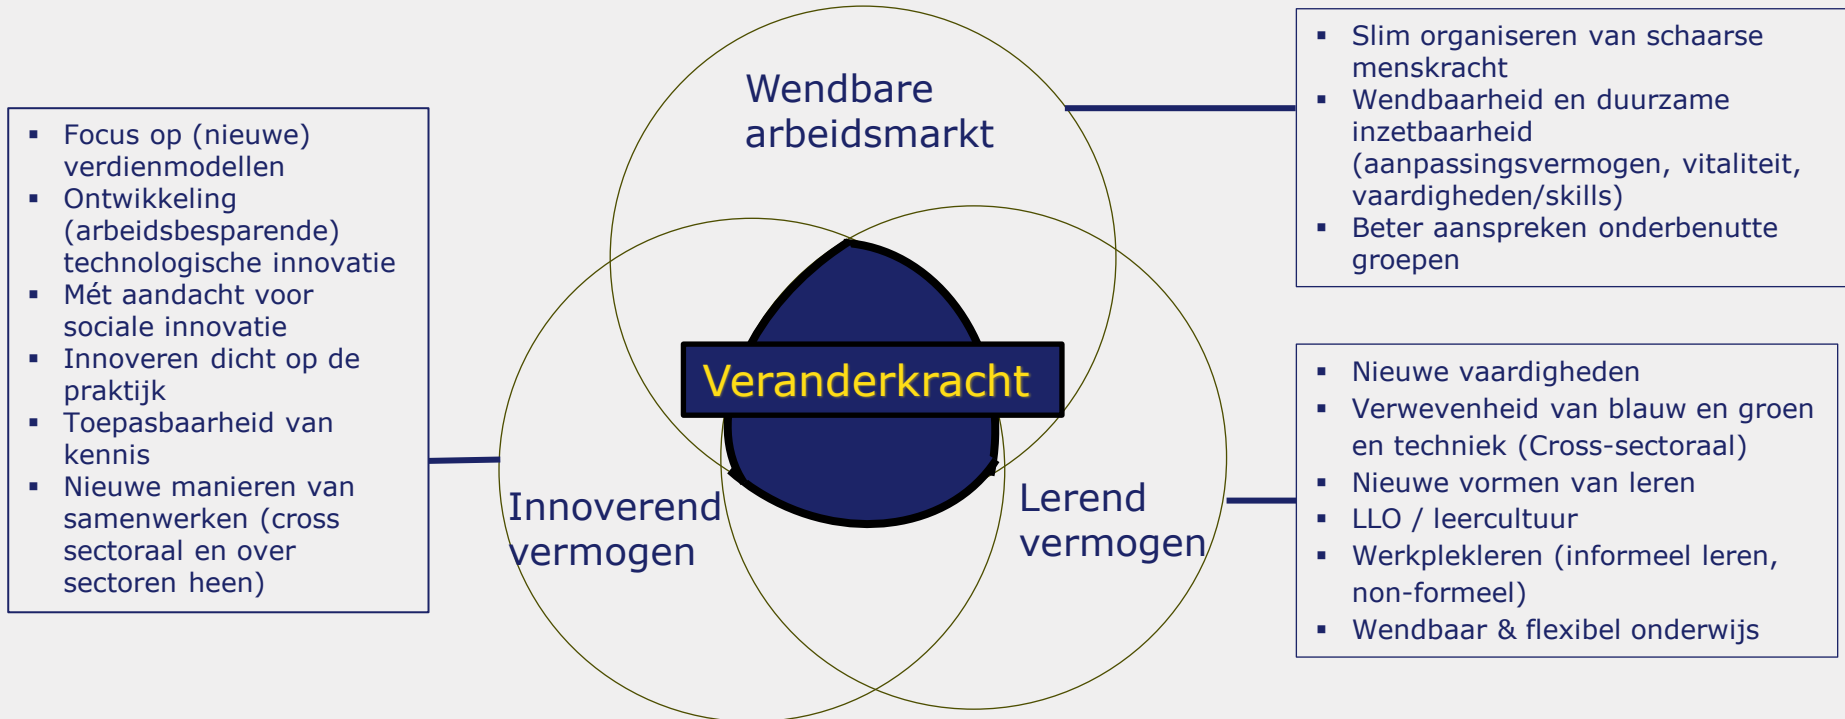 ▪ Focus op (nieuwe)
verdienmodellen
▪ Ontwikkeling
(arbeidsbesparende)
technologische innovatie
▪ Mét aandacht voor
sociale innovatie
▪ Innoveren dicht op de
praktijk
▪ Toepasbaarheid van
kennis
▪ Nieuwe manieren van
samenwerken (cross
sectoraal en over
sectoren heen)
Wendbare
arbeidsmarkt
Veranderkracht
Innoverend
vermogen
Lerend
vermogen
▪ Slim organiseren van schaarse
menskracht
▪ Wendbaarheid en duurzame
inzetbaarheid
(aanpassingsvermogen, vitaliteit,
vaardigheden/skills)
▪ Beter aanspreken onderbenutte
groepen
▪ Nieuwe vaardigheden
▪ Verwevenheid van blauw en groen
en techniek (Cross-sectoraal)
▪ Nieuwe vormen van leren
▪ LLO / leercultuur
▪ Werkplekleren (informeel leren,
non-formeel)
▪ Wendbaar & flexibel onderwijs